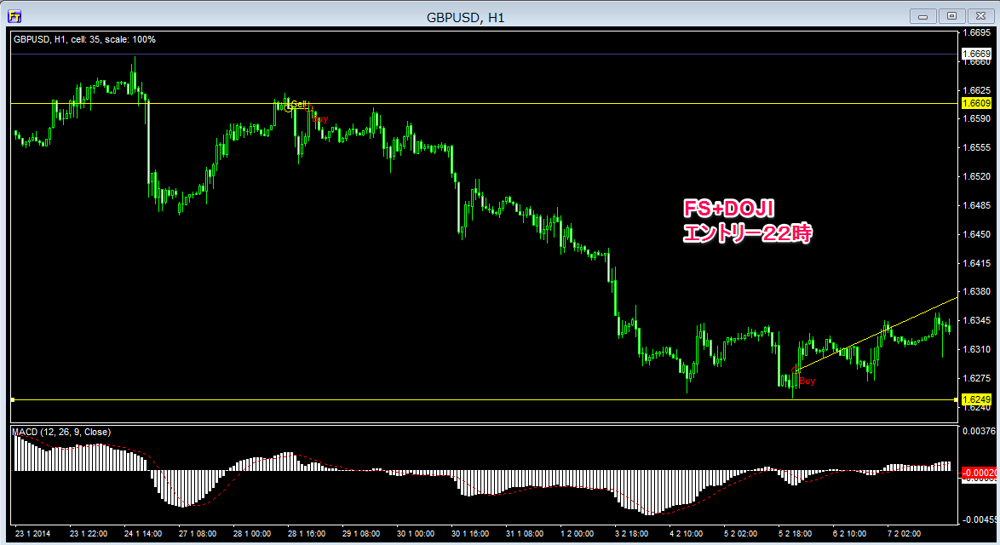 GBPUSD, H1
GBPUSD, H1, cell: 35, scale: 100%
1.6695
1.6669
1.6660
1.6625
1.6609
1.6590
1.6555
1.6520
1.6485
1.6450
1.6415
1.6380
1.6345
1.6310
1.6275
1.6249
1.6240
Sell
Buy
FS+DOJI
エントリー22時
Buy
MACD (12, 26, 9, Close)
0.00376
-0.00020
-0.00455
23 1 2014
23 1 22:00
24 1 14:00
27 1 08:00
28 1 00:00
28 1 16:00
29 1 08:00
30 1 00:00
30 1 16:00
31 1 08:00
1 2 00:00
3 2 18:00
4 2 10:00
5 2 02:00
5 2 18:00
6 2 10:00
7 2 02:00